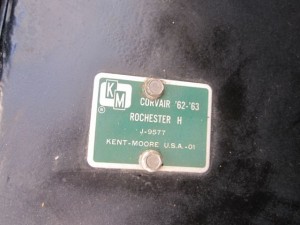 KM
®
CORVAIR '62-'63
ROCHESTER H
J-9577
KENT-MOORE U.S.A.-01